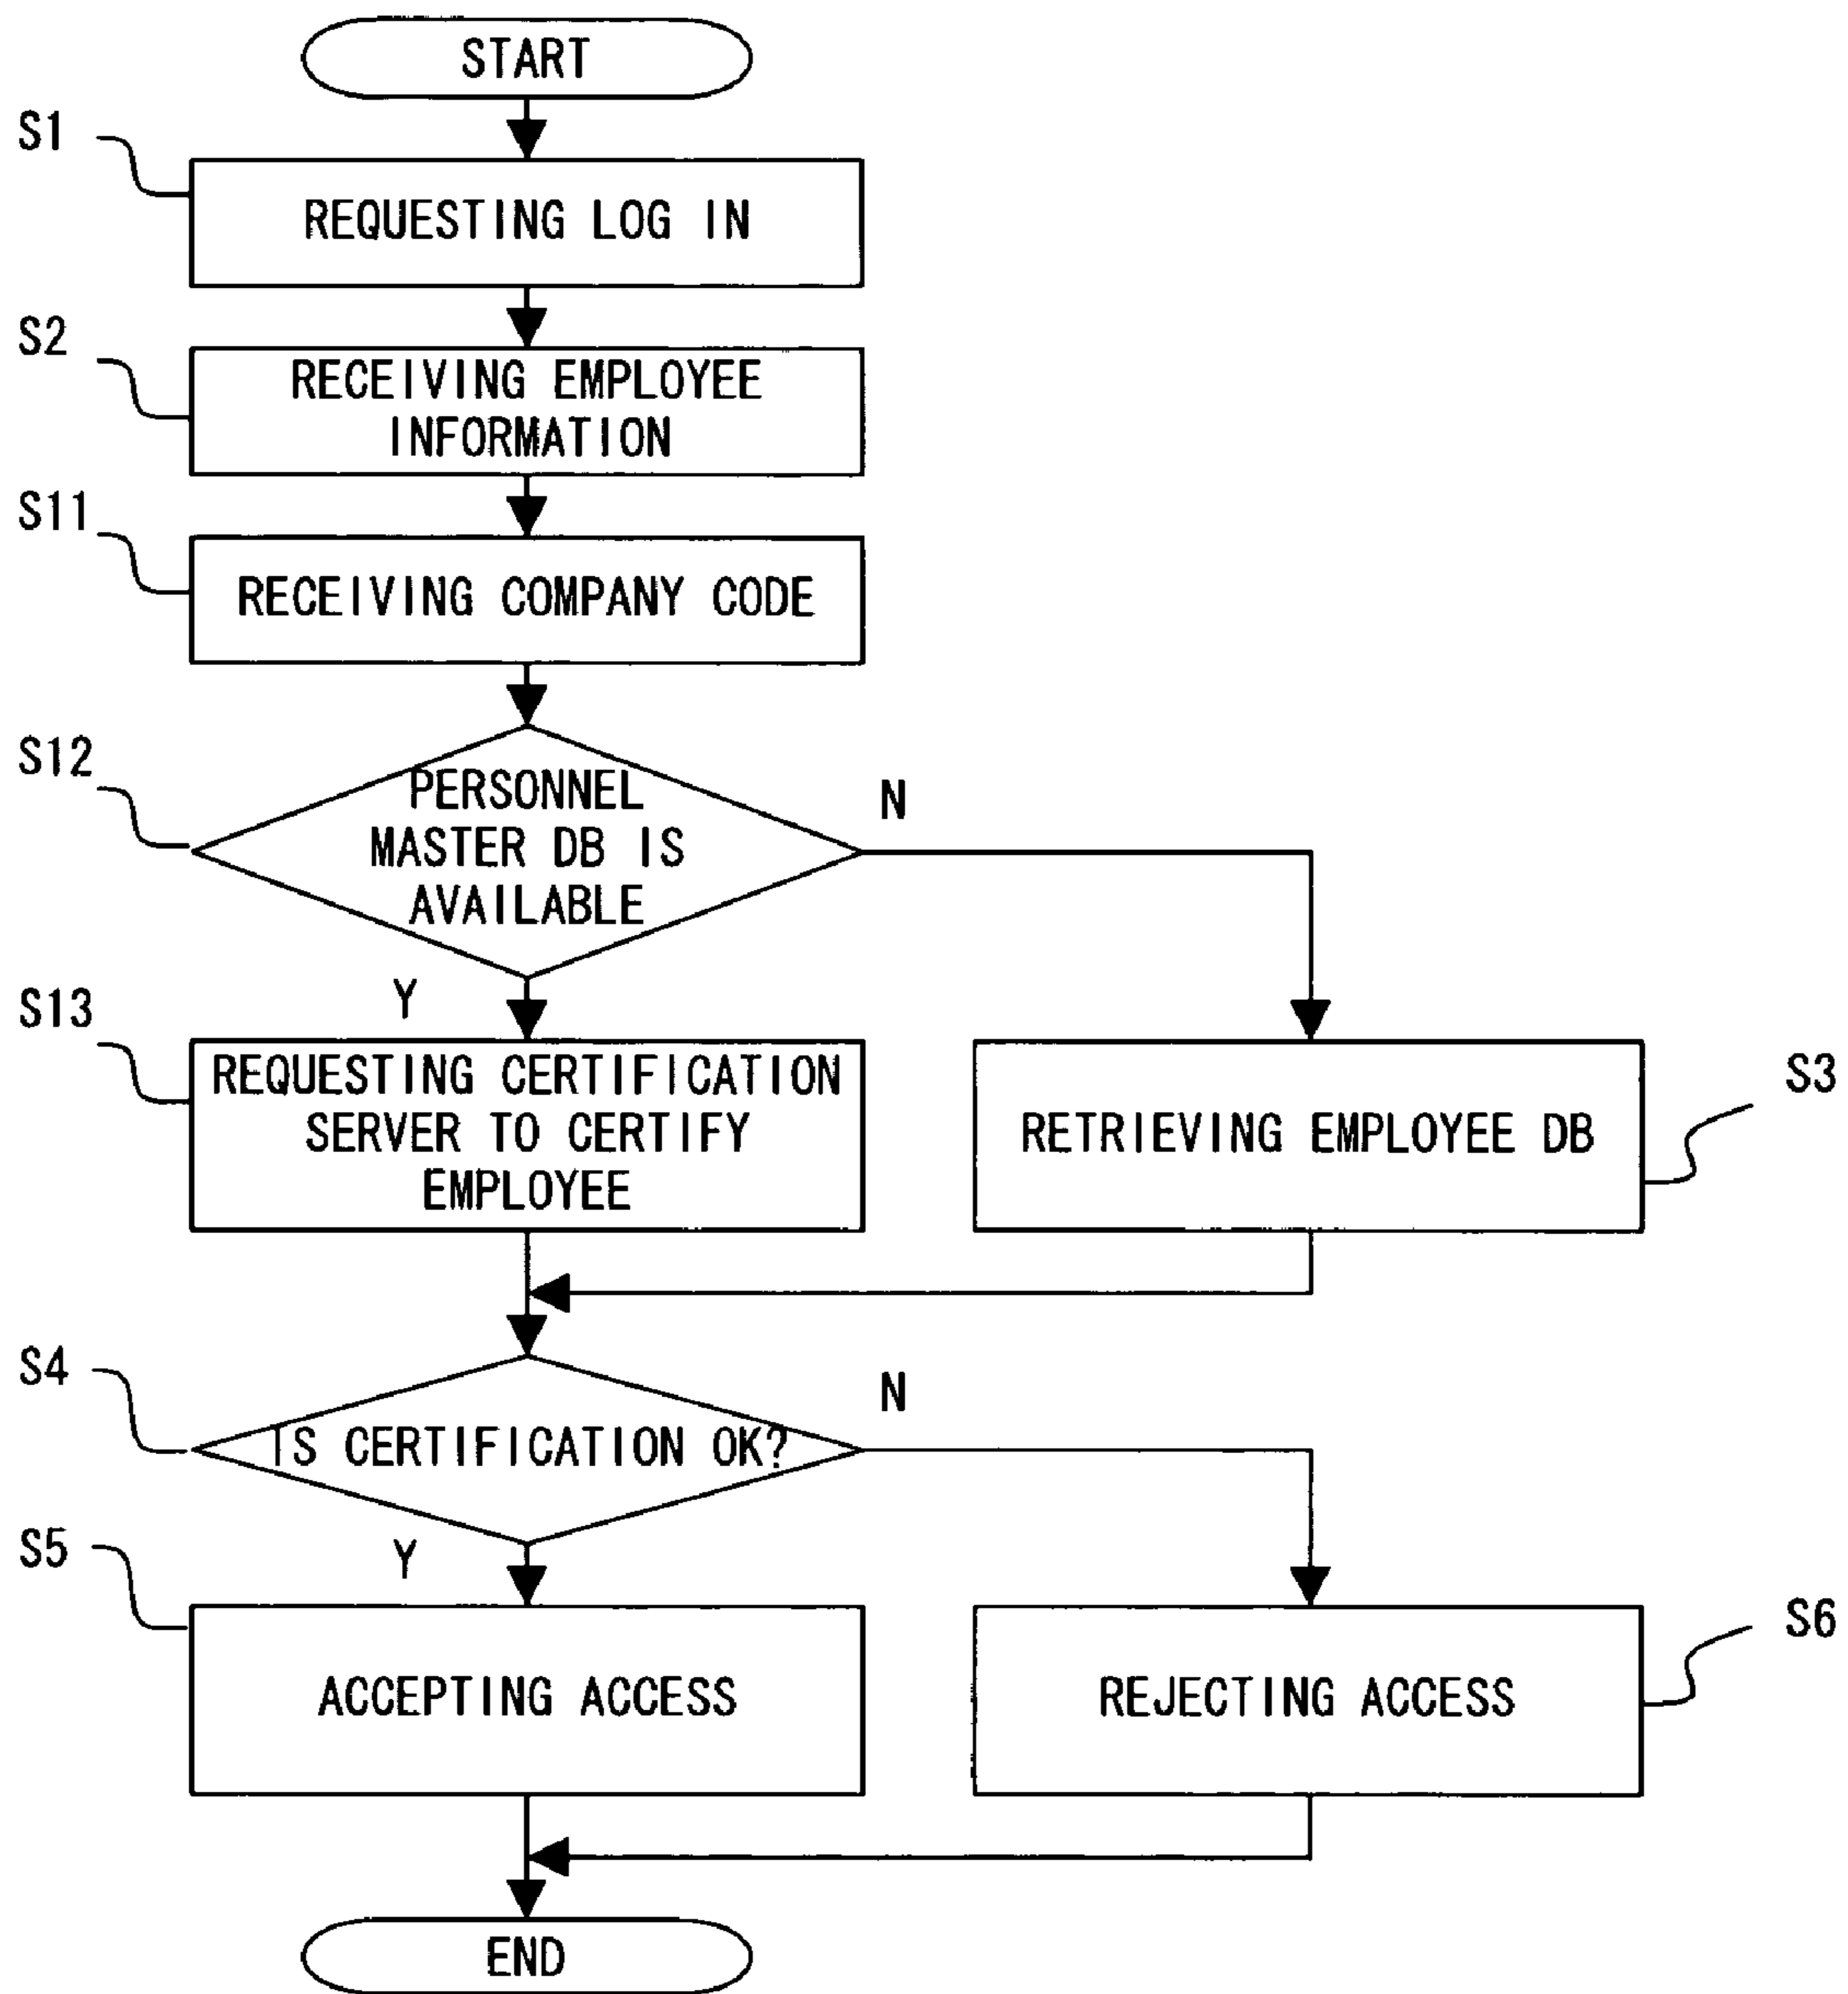 START
S1
REQUESTING LOG IN
S2
RECEIVING EMPLOYEE
INFORMATION
S11
RECEIVING COMPANY CODE
S12
PERSONNEL
MASTER DB IS
AVAILABLE
N
Y
S13
REQUESTING CERTIFICATION
SERVER TO CERTIFY
EMPLOYEE
RETRIEVING EMPLOYEE DB
S3
S4
IS CERTIFICATION OK?
N
Y
S5
ACCEPTING ACCESS
REJECTING ACCESS
S6
END